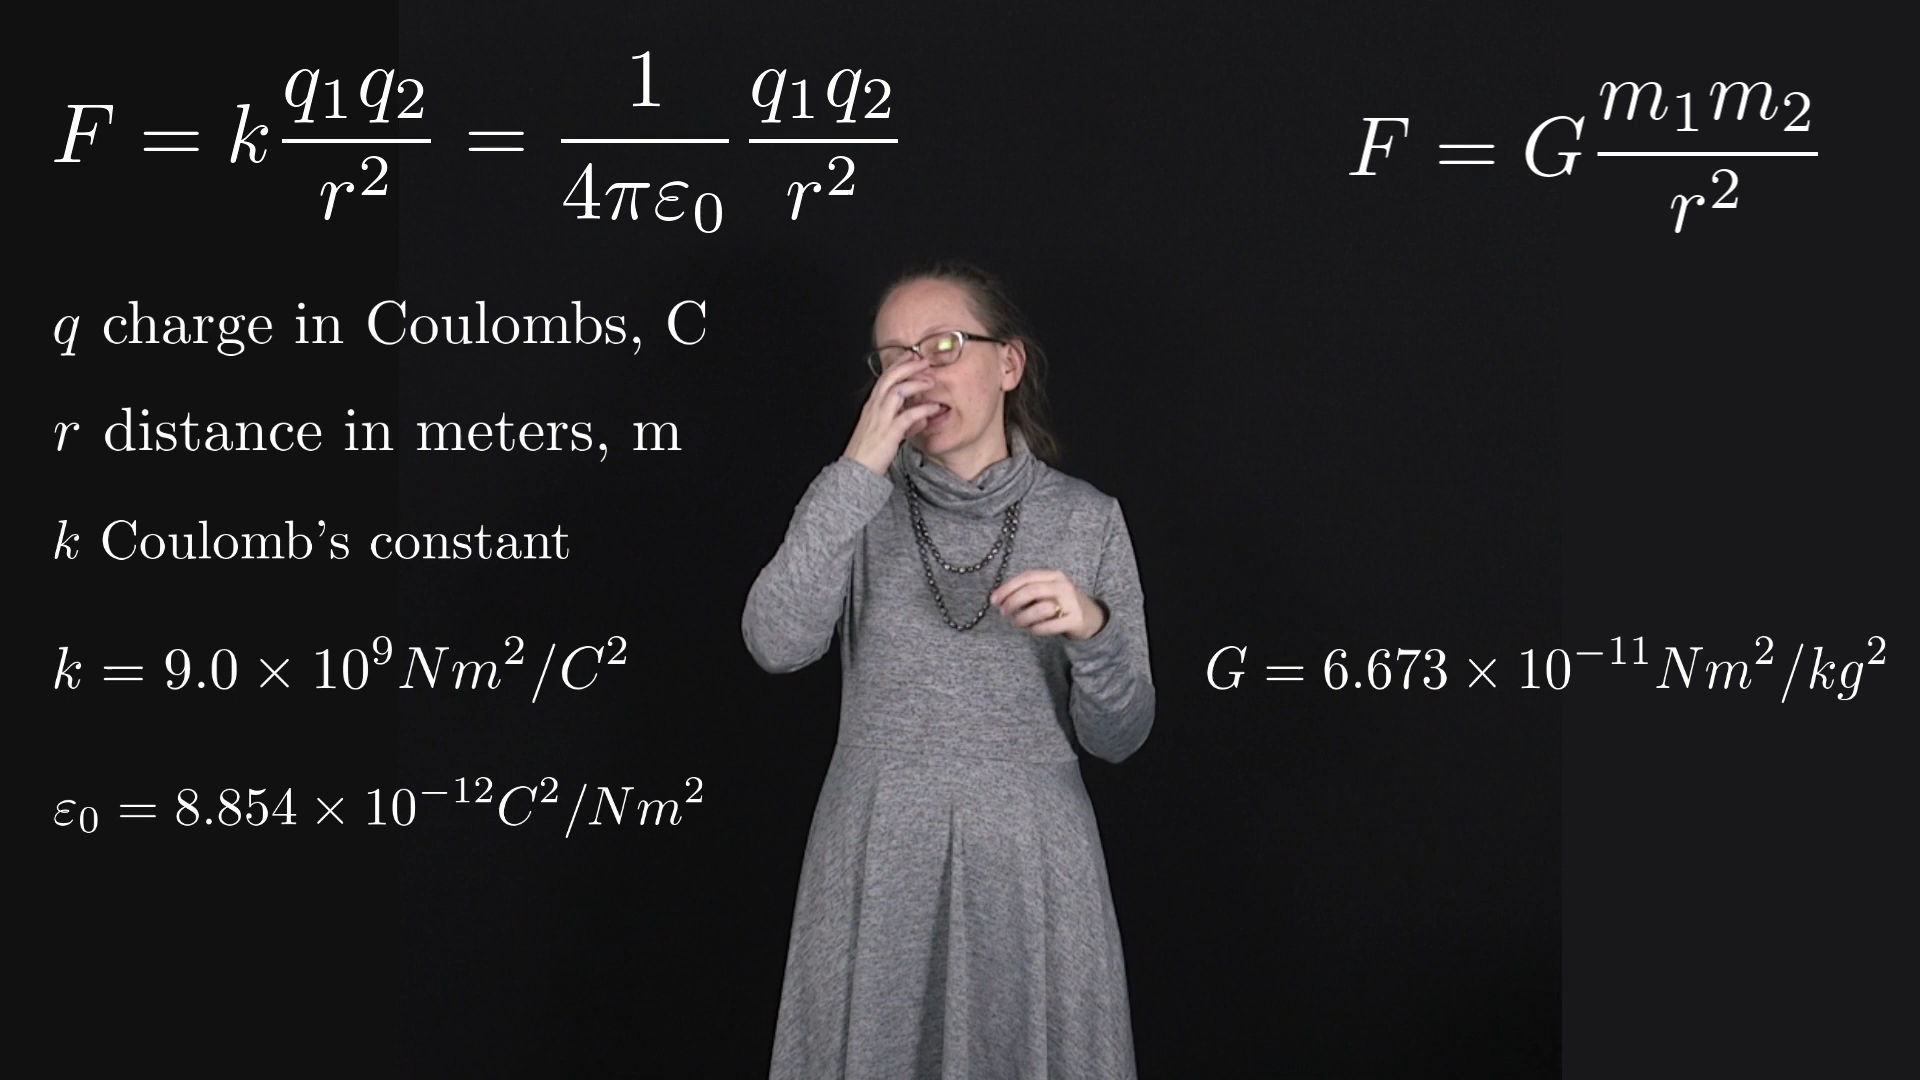 F = k q₁q₂/r² = 1/4πε₀ q₁q₂/r²
q charge in Coulombs, C
r distance in meters, m
k Coulomb's constant
k = 9.0 × 10⁹Nm²/C²
ε₀ = 8.854 × 10⁻¹²C²/Nm²
F = G m₁m₂/r²
G = 6.673 × 10⁻¹¹Nm²/kg²